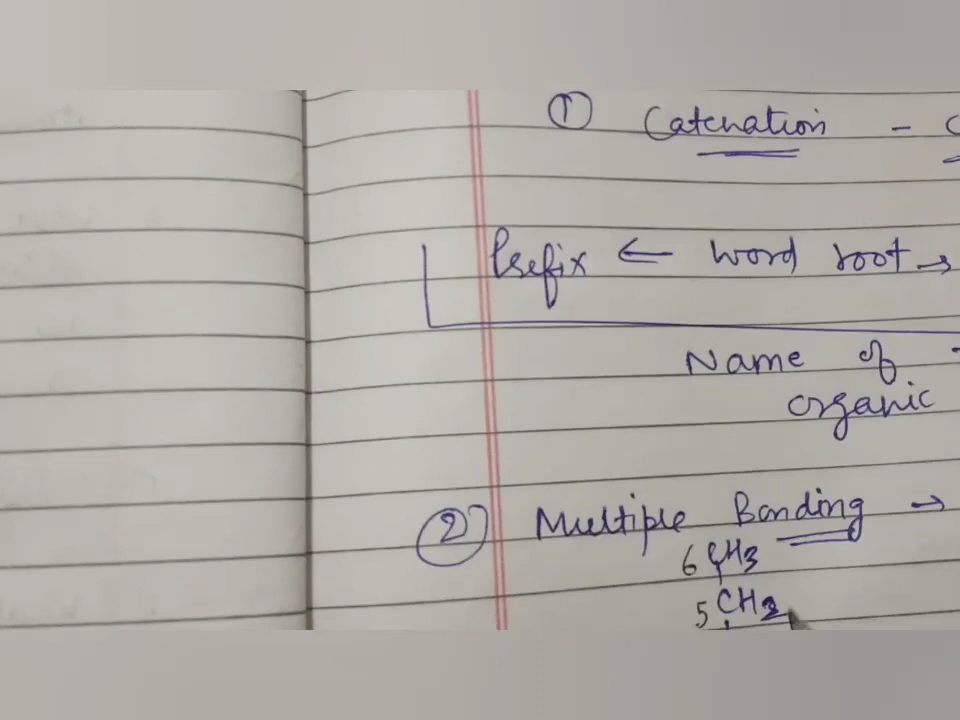 ① Catenation -
Prefix ← word root →
Name of
organic
② Multiple Bonding →
6 CH3
5 CH2